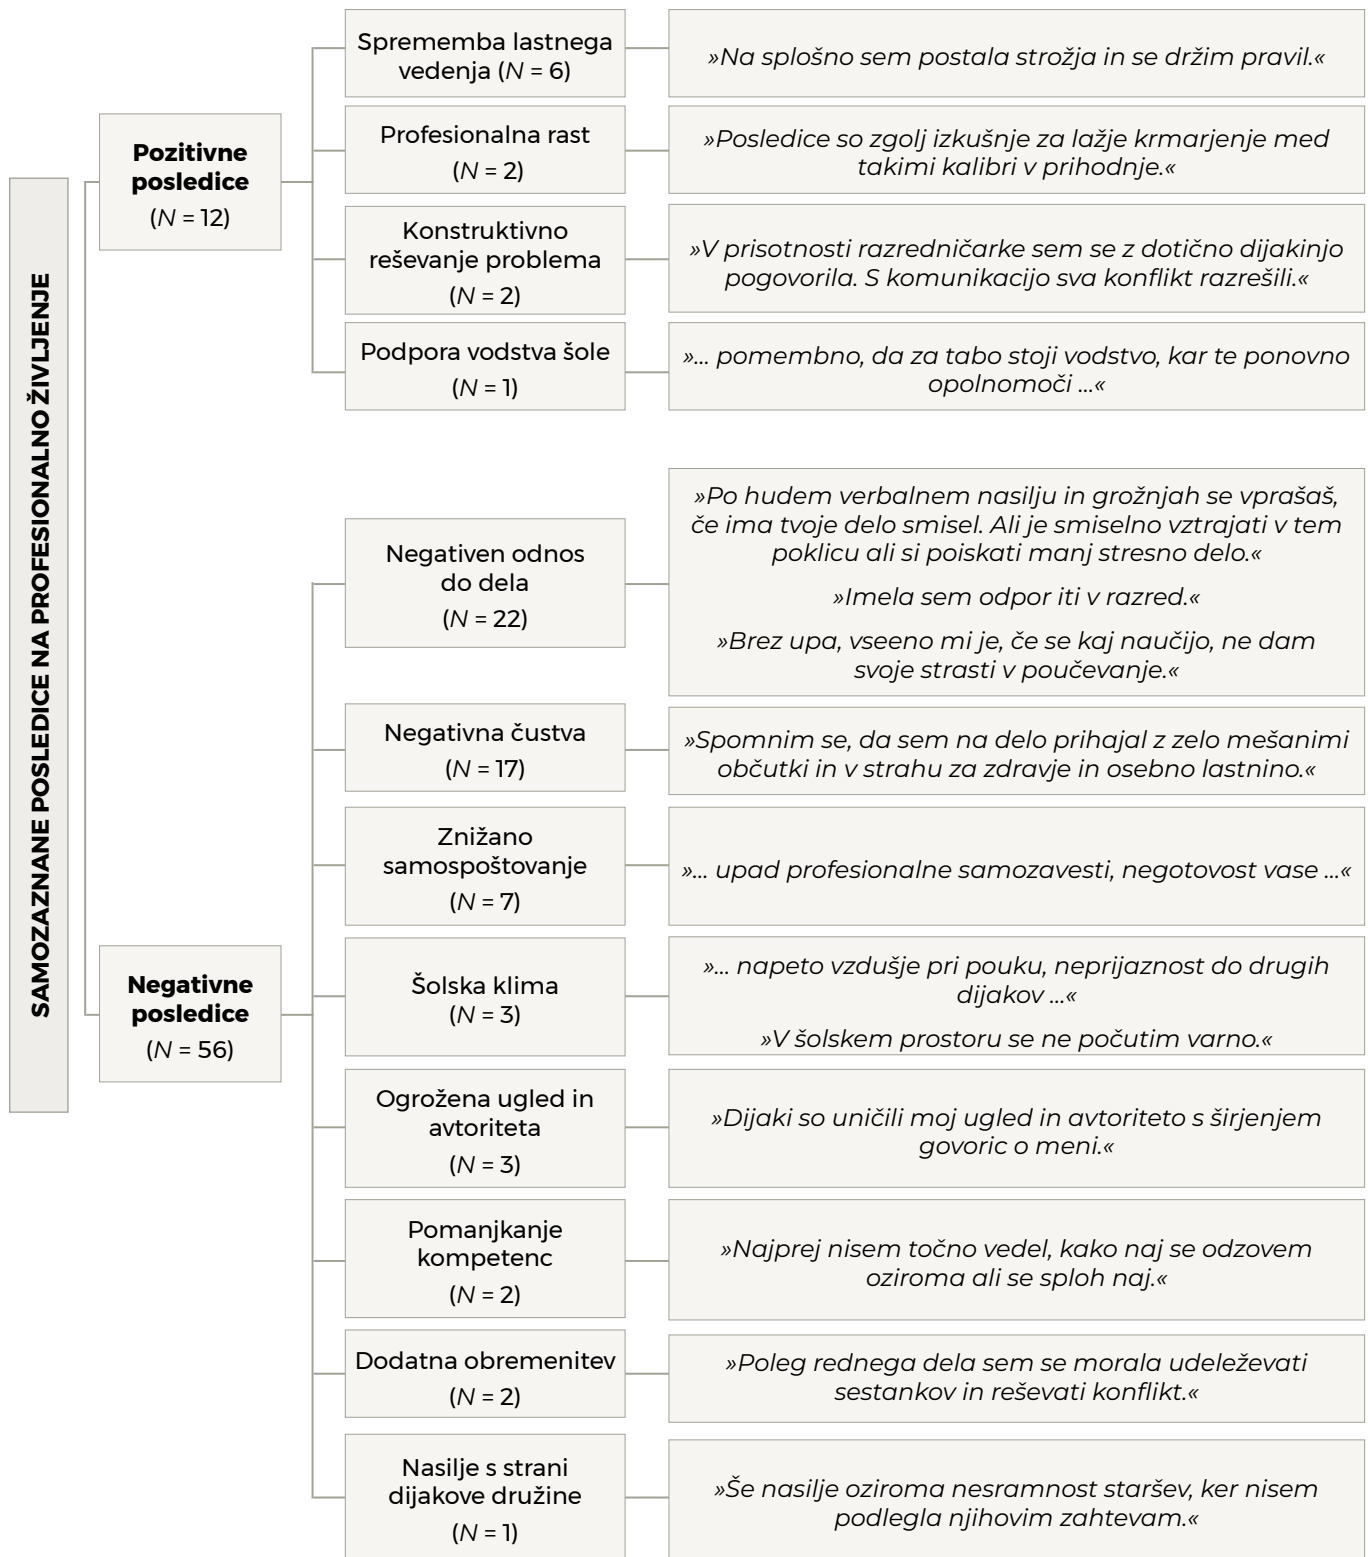 SAMOZAZNANE POSLEDICE NA PROFESIONALNO ŽIVLJENJE
Pozitivne
posledice
(N = 12)
Sprememba lastnega
vedenja (N = 6)
»Na splošno sem postala strožja in se držim pravil.«
Profesionalna rast
(N = 2)
»Posledice so zgolj izkušnje za lažje krmarjenje med
takimi kalibri v prihodnje.«
Konstruktivno
reševanje problema
(N = 2)
»V prisotnosti razredničarke sem se z dotično dijakinjo
pogovorila. S komunikacijo sva konflikt razrešili.«
Podpora vodstva šole
(N = 1)
»... pomembno, da za tabo stoji vodstvo, kar te ponovno
opolnomoči ...«
Negativne
posledice
(N = 56)
Negativen odnos
do dela
(N = 22)
»Po hudem verbalnem nasilju in grožnjah se vprašaš,
če ima tvoje delo smisel. Ali je smiselno vztrajati v tem
poklicu ali si poiskati manj stresno delo.«
»Imela sem odpor iti v razred.«
»Brez upa, vseeno mi je, če se kaj naučijo, ne dam
svoje strasti v poučevanje.«
Negativna čustva
(N = 17)
»Spomnim se, da sem na delo prihajal z zelo mešanimi
občutki in v strahu za zdravje in osebno lastnino.«
Znižano
samospoštovanje
(N = 7)
»... upad profesionalne samozavesti, negotovost vase ...«
Šolska klima
(N = 3)
»... napeto vzdušje pri pouku, neprijaznost do drugih
dijakov ...«
»V šolskem prostoru se ne počutim varno.«
Ogrožena ugled in
avtoriteta
(N = 3)
»Dijaki so uničili moj ugled in avtoriteto s širjenjem
govoric o meni.«
Pomanjkanje
kompetenc
(N = 2)
»Najprej nisem točno vedel, kako naj se odzovem
oziroma ali se sploh naj.«
Dodatna obremenitev
(N = 2)
»Poleg rednega dela sem se morala udeleževati
sestankov in reševati konflikt.«
Nasilje s strani
dijakove družine
(N = 1)
»Še nasilje oziroma nesramnost staršev, ker nisem
podlegla njihovim zahtevam.«